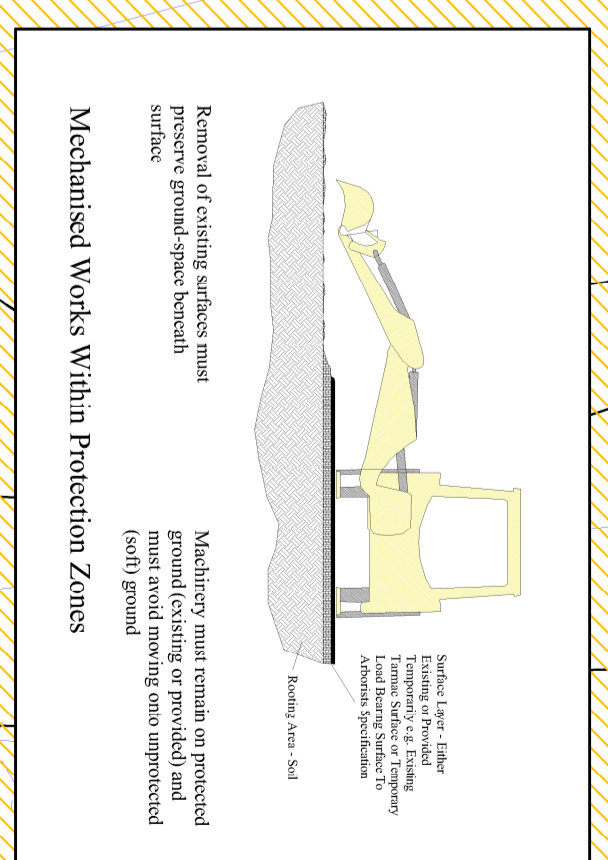 Surface Layer - Either
Existing or Provided
Temporarily e.g. Existing
Tarmac Surface or Temporary
Load Bearing Surface To
Arborists Specification
Rooting Area - Soil
Removal of existing surfaces must
preserve ground-space beneath
surface
Machinery must remain on protected
ground (existing or provided) and
must avoid moving onto unprotected
(soft) ground
Mechanised Works Within Protection Zones